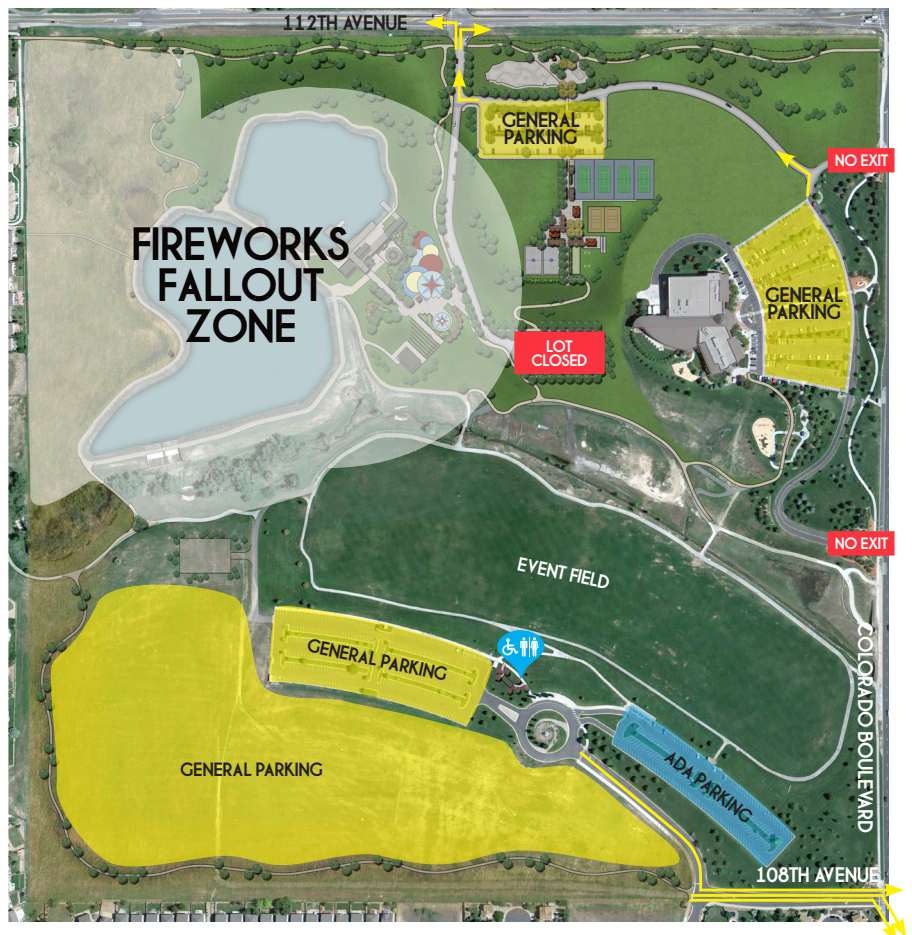 112TH AVENUE
GENERAL
PARKING
NO EXIT
FIREWORKS
FALLOUT
ZONE
GENERAL
PARKING
LOT
CLOSED
NO EXIT
EVENT FIELD
GENERAL PARKING
COLORADO BOULEVARD
GENERAL PARKING
ADA PARKING
108TH AVENUE